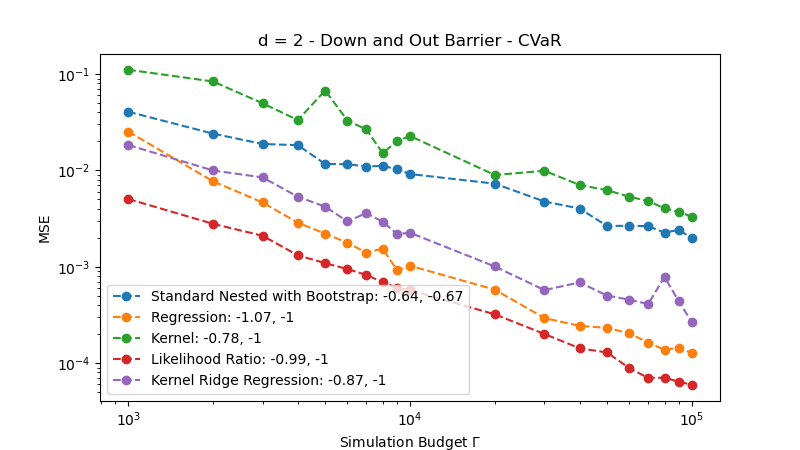 d = 2 - Down and Out Barrier - CVaR
10⁻¹
10⁻²
10⁻³
10⁻⁴
MSE
Standard Nested with Bootstrap: -0.64, -0.67
Regression: -1.07, -1
Kernel: -0.78, -1
Likelihood Ratio: -0.99, -1
Kernel Ridge Regression: -0.87, -1
10³
10⁴
10⁵
Simulation Budget Γ